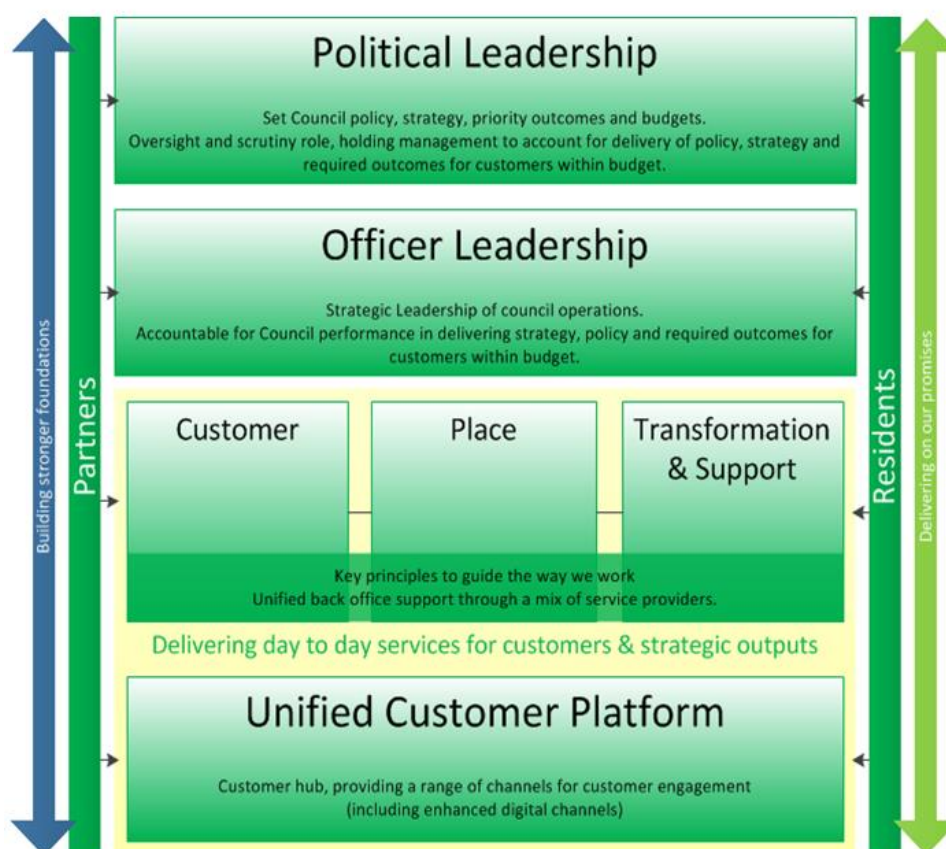 Political Leadership
Set Council policy, strategy, priority outcomes and budgets.
Oversight and scrutiny role, holding management to account for delivery of policy, strategy and
required outcomes for customers within budget.
Officer Leadership
Strategic Leadership of council operations.
Accountable for Council performance in delivering strategy, policy and required outcomes for
customers within budget.
Building stronger foundations
Partners
Customer
Place
Transformation
& Support
Key principles to guide the way we work
Unified back office support through a mix of service providers.
Delivering day to day services for customers & strategic outputs
Unified Customer Platform
Customer hub, providing a range of channels for customer engagement
(including enhanced digital channels)
Residents
Delivering on our promises